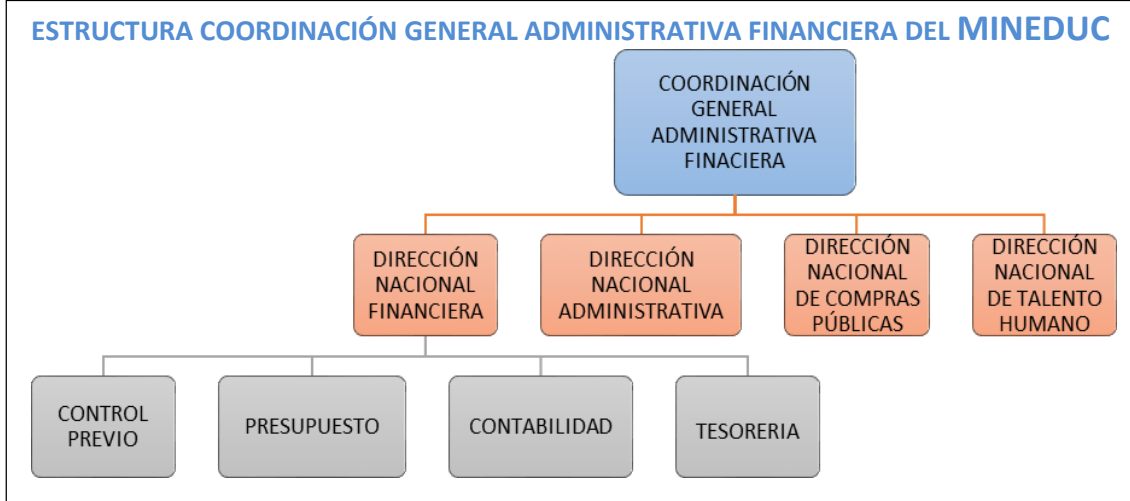 ESTRUCTURA COORDINACIÓN GENERAL ADMINISTRATIVA FINANCIERA DEL MINEDUC
COORDINACIÓN
GENERAL
ADMINISTRATIVA
FINACIERA
DIRECCIÓN
NACIONAL
FINANCIERA
DIRECCIÓN
NACIONAL
ADMINISTRATIVA
DIRECCIÓN
NACIONAL
DE COMPRAS
PÚBLICAS
DIRECCIÓN
NACIONAL
DE TALENTO
HUMANO
CONTROL
PREVIO
PRESUPUESTO
CONTABILIDAD
TESORERIA